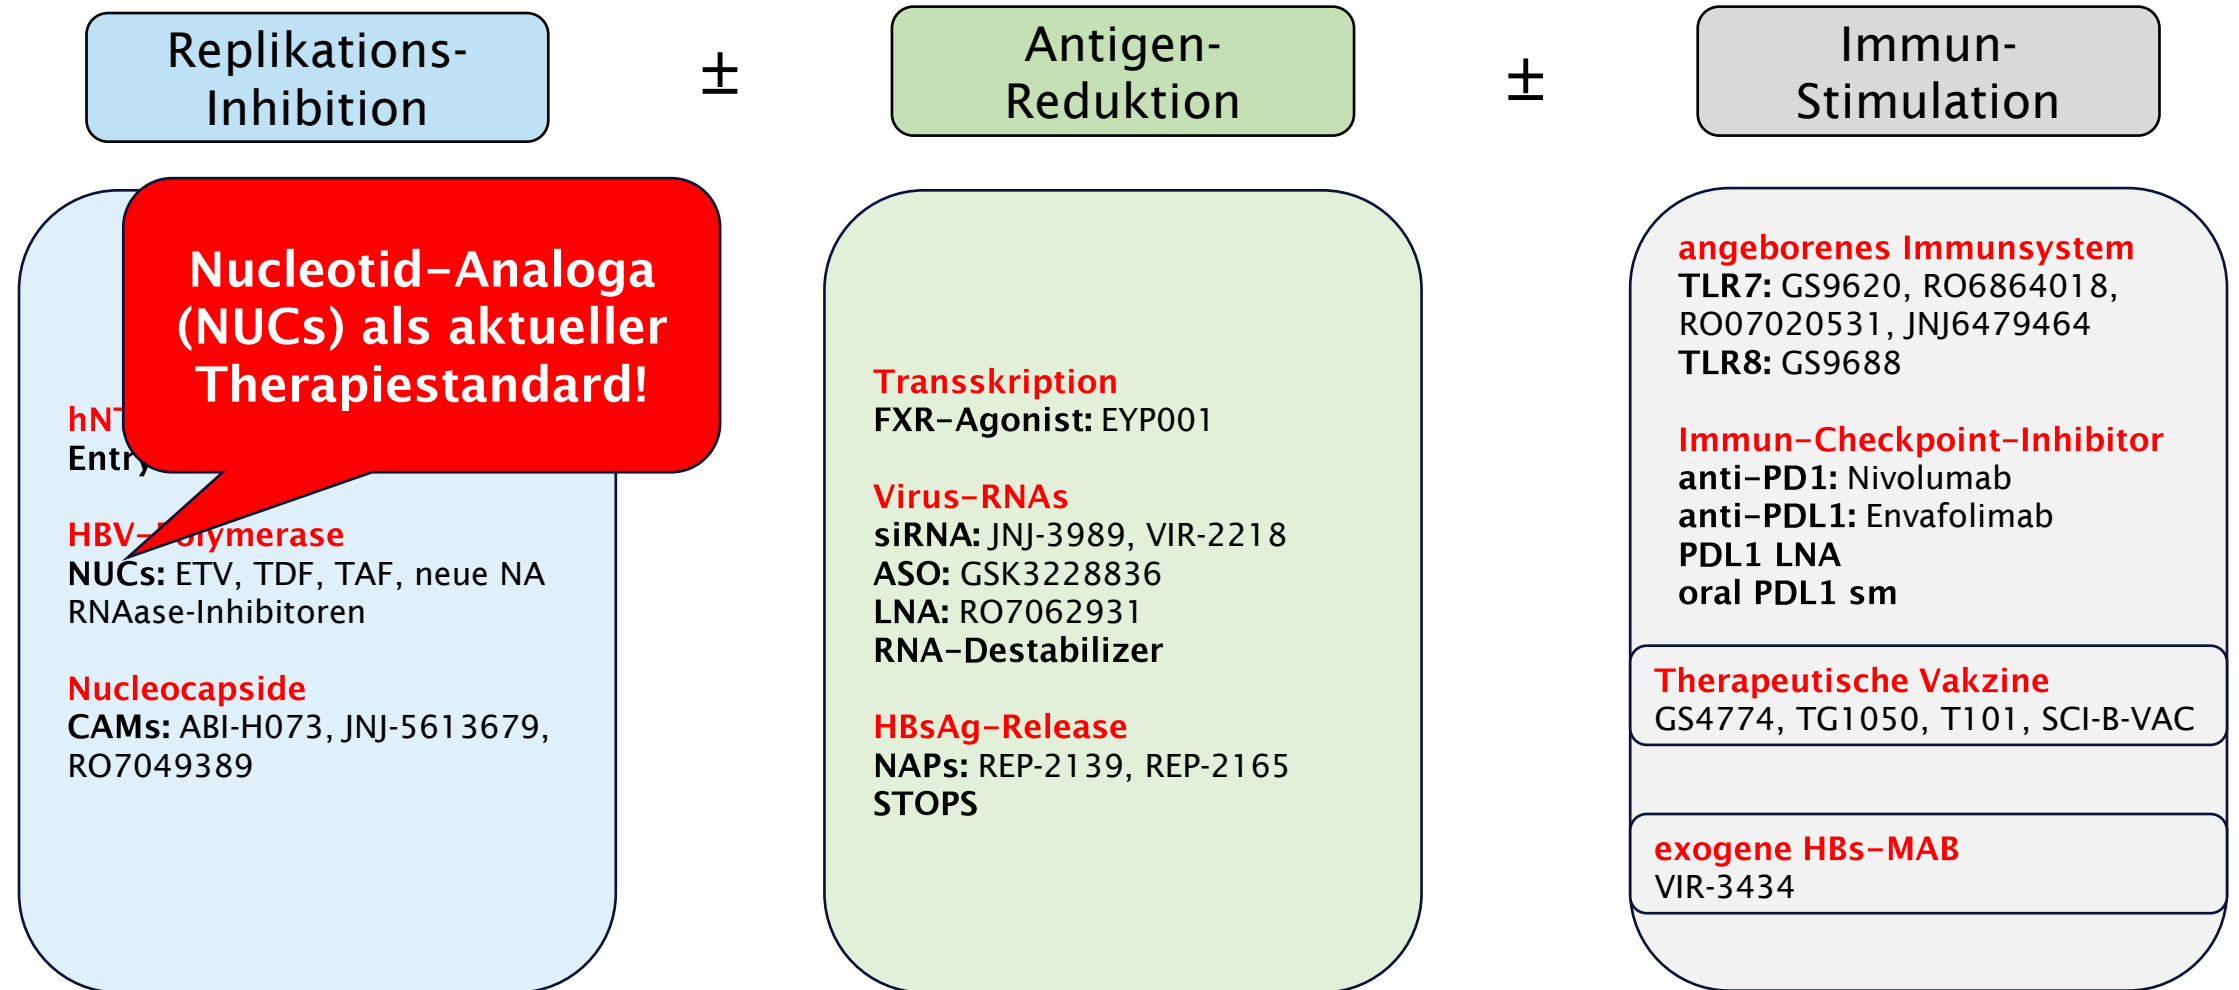 Replikations-
Inhibition
±
Antigen-
Reduktion
±
Immun-
Stimulation
Nucleotid-Analoga
(NUCs) als aktueller
Therapiestandard!
HBV-Polymerase
NUCs: ETV, TDF, TAF, neue NA
RNAase-Inhibitoren
Nucleocapside
CAMs: ABI-H073, JNJ-5613679,
RO7049389
Transskription
FXR-Agonist: EYP001
Virus-RNAs
siRNA: JNJ-3989, VIR-2218
ASO: GSK3228836
LNA: RO7062931
RNA-Destabilizer
HBsAg-Release
NAPs: REP-2139, REP-2165
STOPS
angeborenes Immunsystem
TLR7: GS9620, RO6864018,
RO07020531, JNJ6479464
TLR8: GS9688
Immun-Checkpoint-Inhibitor
anti-PD1: Nivolumab
anti-PDL1: Envafolimab
PDL1 LNA
oral PDL1 sm
Therapeutische Vakzine
GS4774, TG1050, T101, SCI-B-VAC
exogene HBs-MAB
VIR-3434